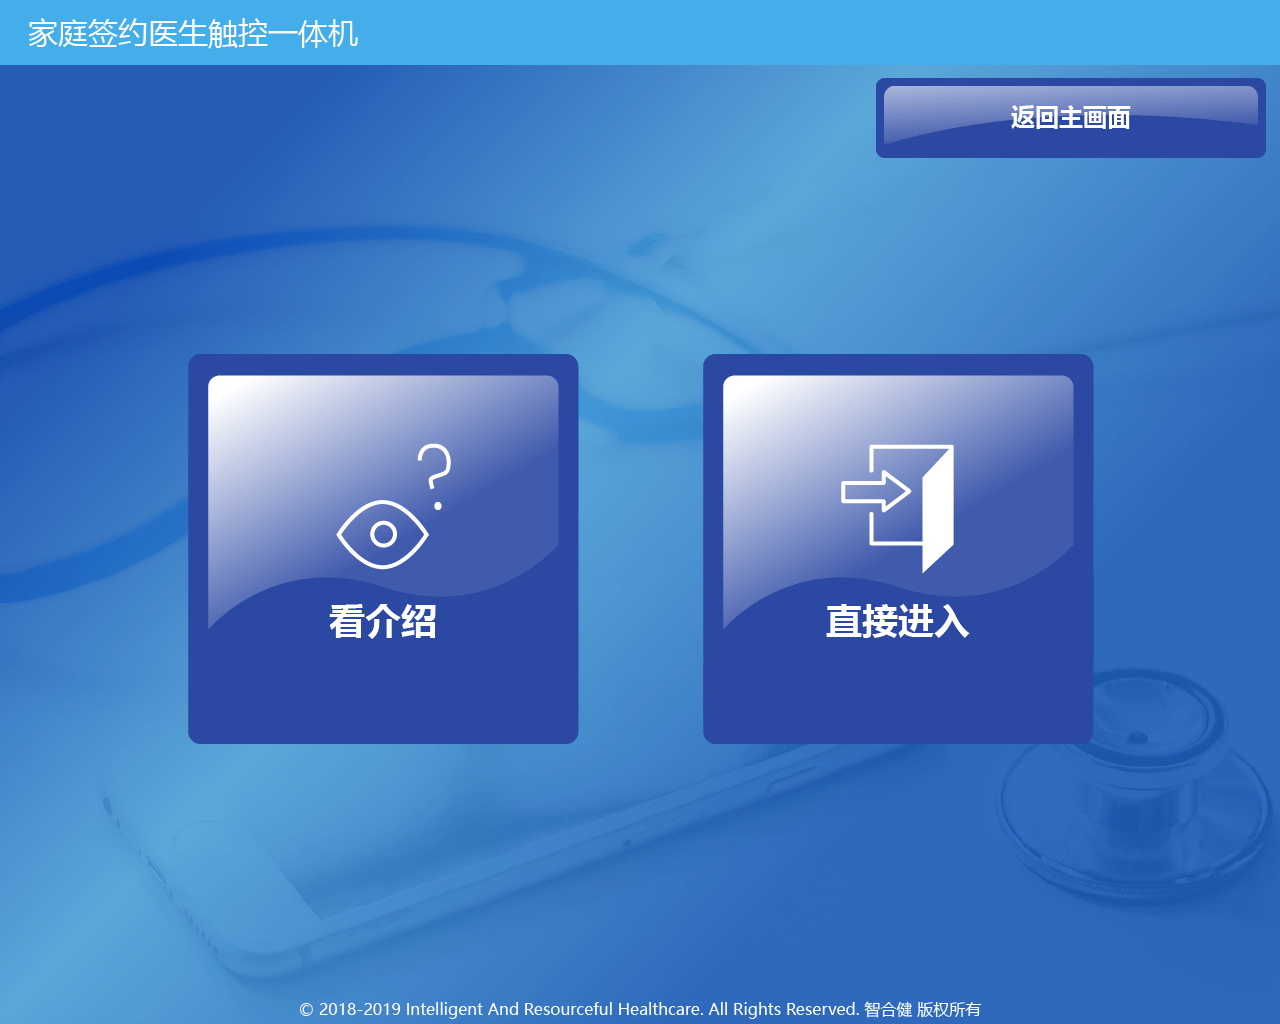 家庭签约医生触控一体机
返回主画面
看介绍
直接进入
© 2018-2019 Intelligent And Resourceful Healthcare. All Rights Reserved. 智合健 版权所有